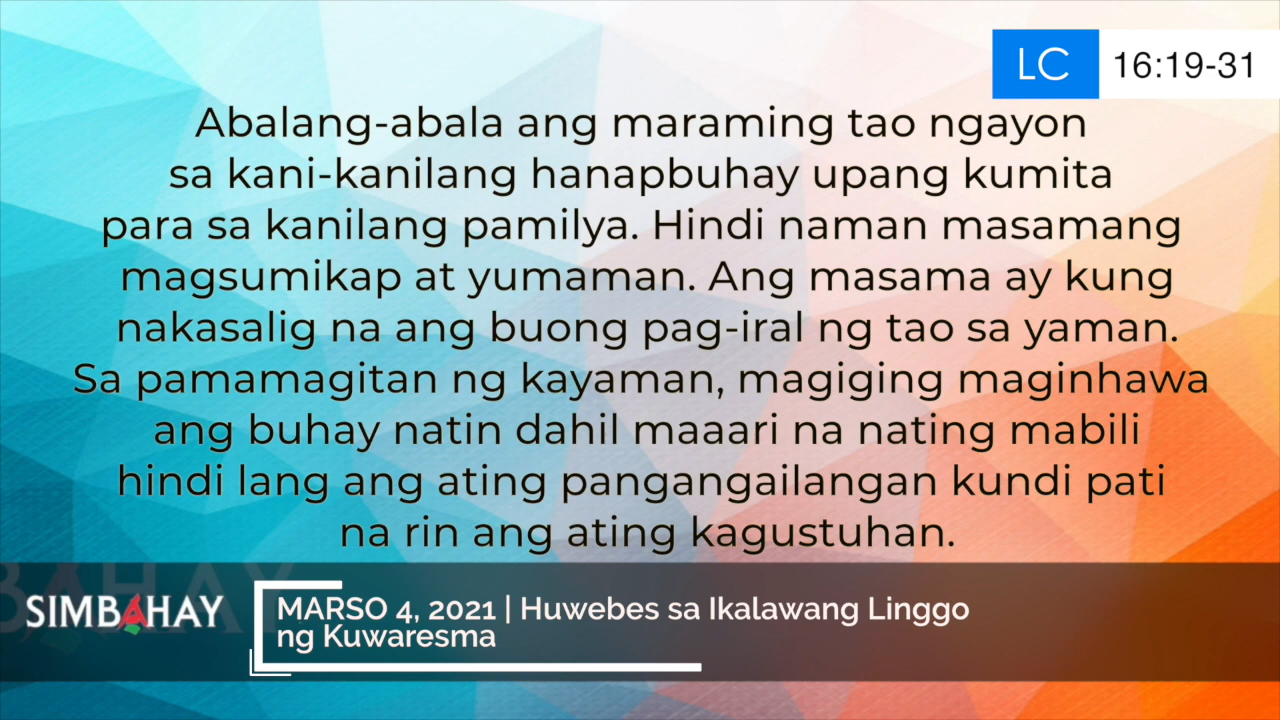 LC 16:19-31
Abalang-abala ang maraming tao ngayon
sa kani-kanilang hanapbuhay upang kumita
para sa kanilang pamilya. Hindi naman masamang
magsumikap at yumaman. Ang masama ay kung
nakasalig na ang buong pag-iral ng tao sa yaman.
Sa pamamagitan ng kayaman, magiging maginhawa
ang buhay natin dahil maaari na nating mabili
hindi lang ang ating pangangailangan kundi pati
na rin ang ating kagustuhan.
SIMBAHAY
MARSO 4, 2021 | Huwebes sa Ikalawang Linggo
ng Kuwaresma